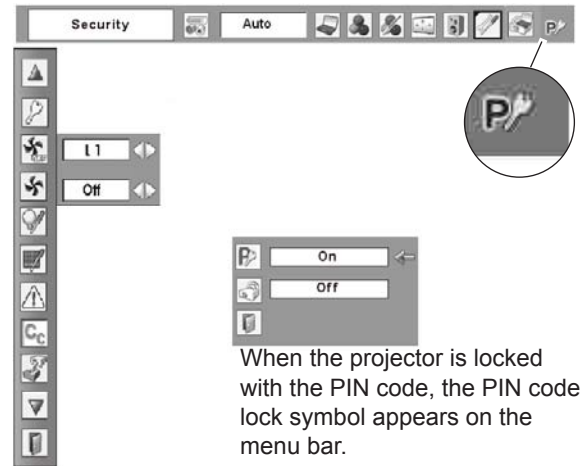 Security
Auto
P
P
L1
Off
P
On
Off
Cc
When the projector is locked
with the PIN code, the PIN code
lock symbol appears on the
menu bar.